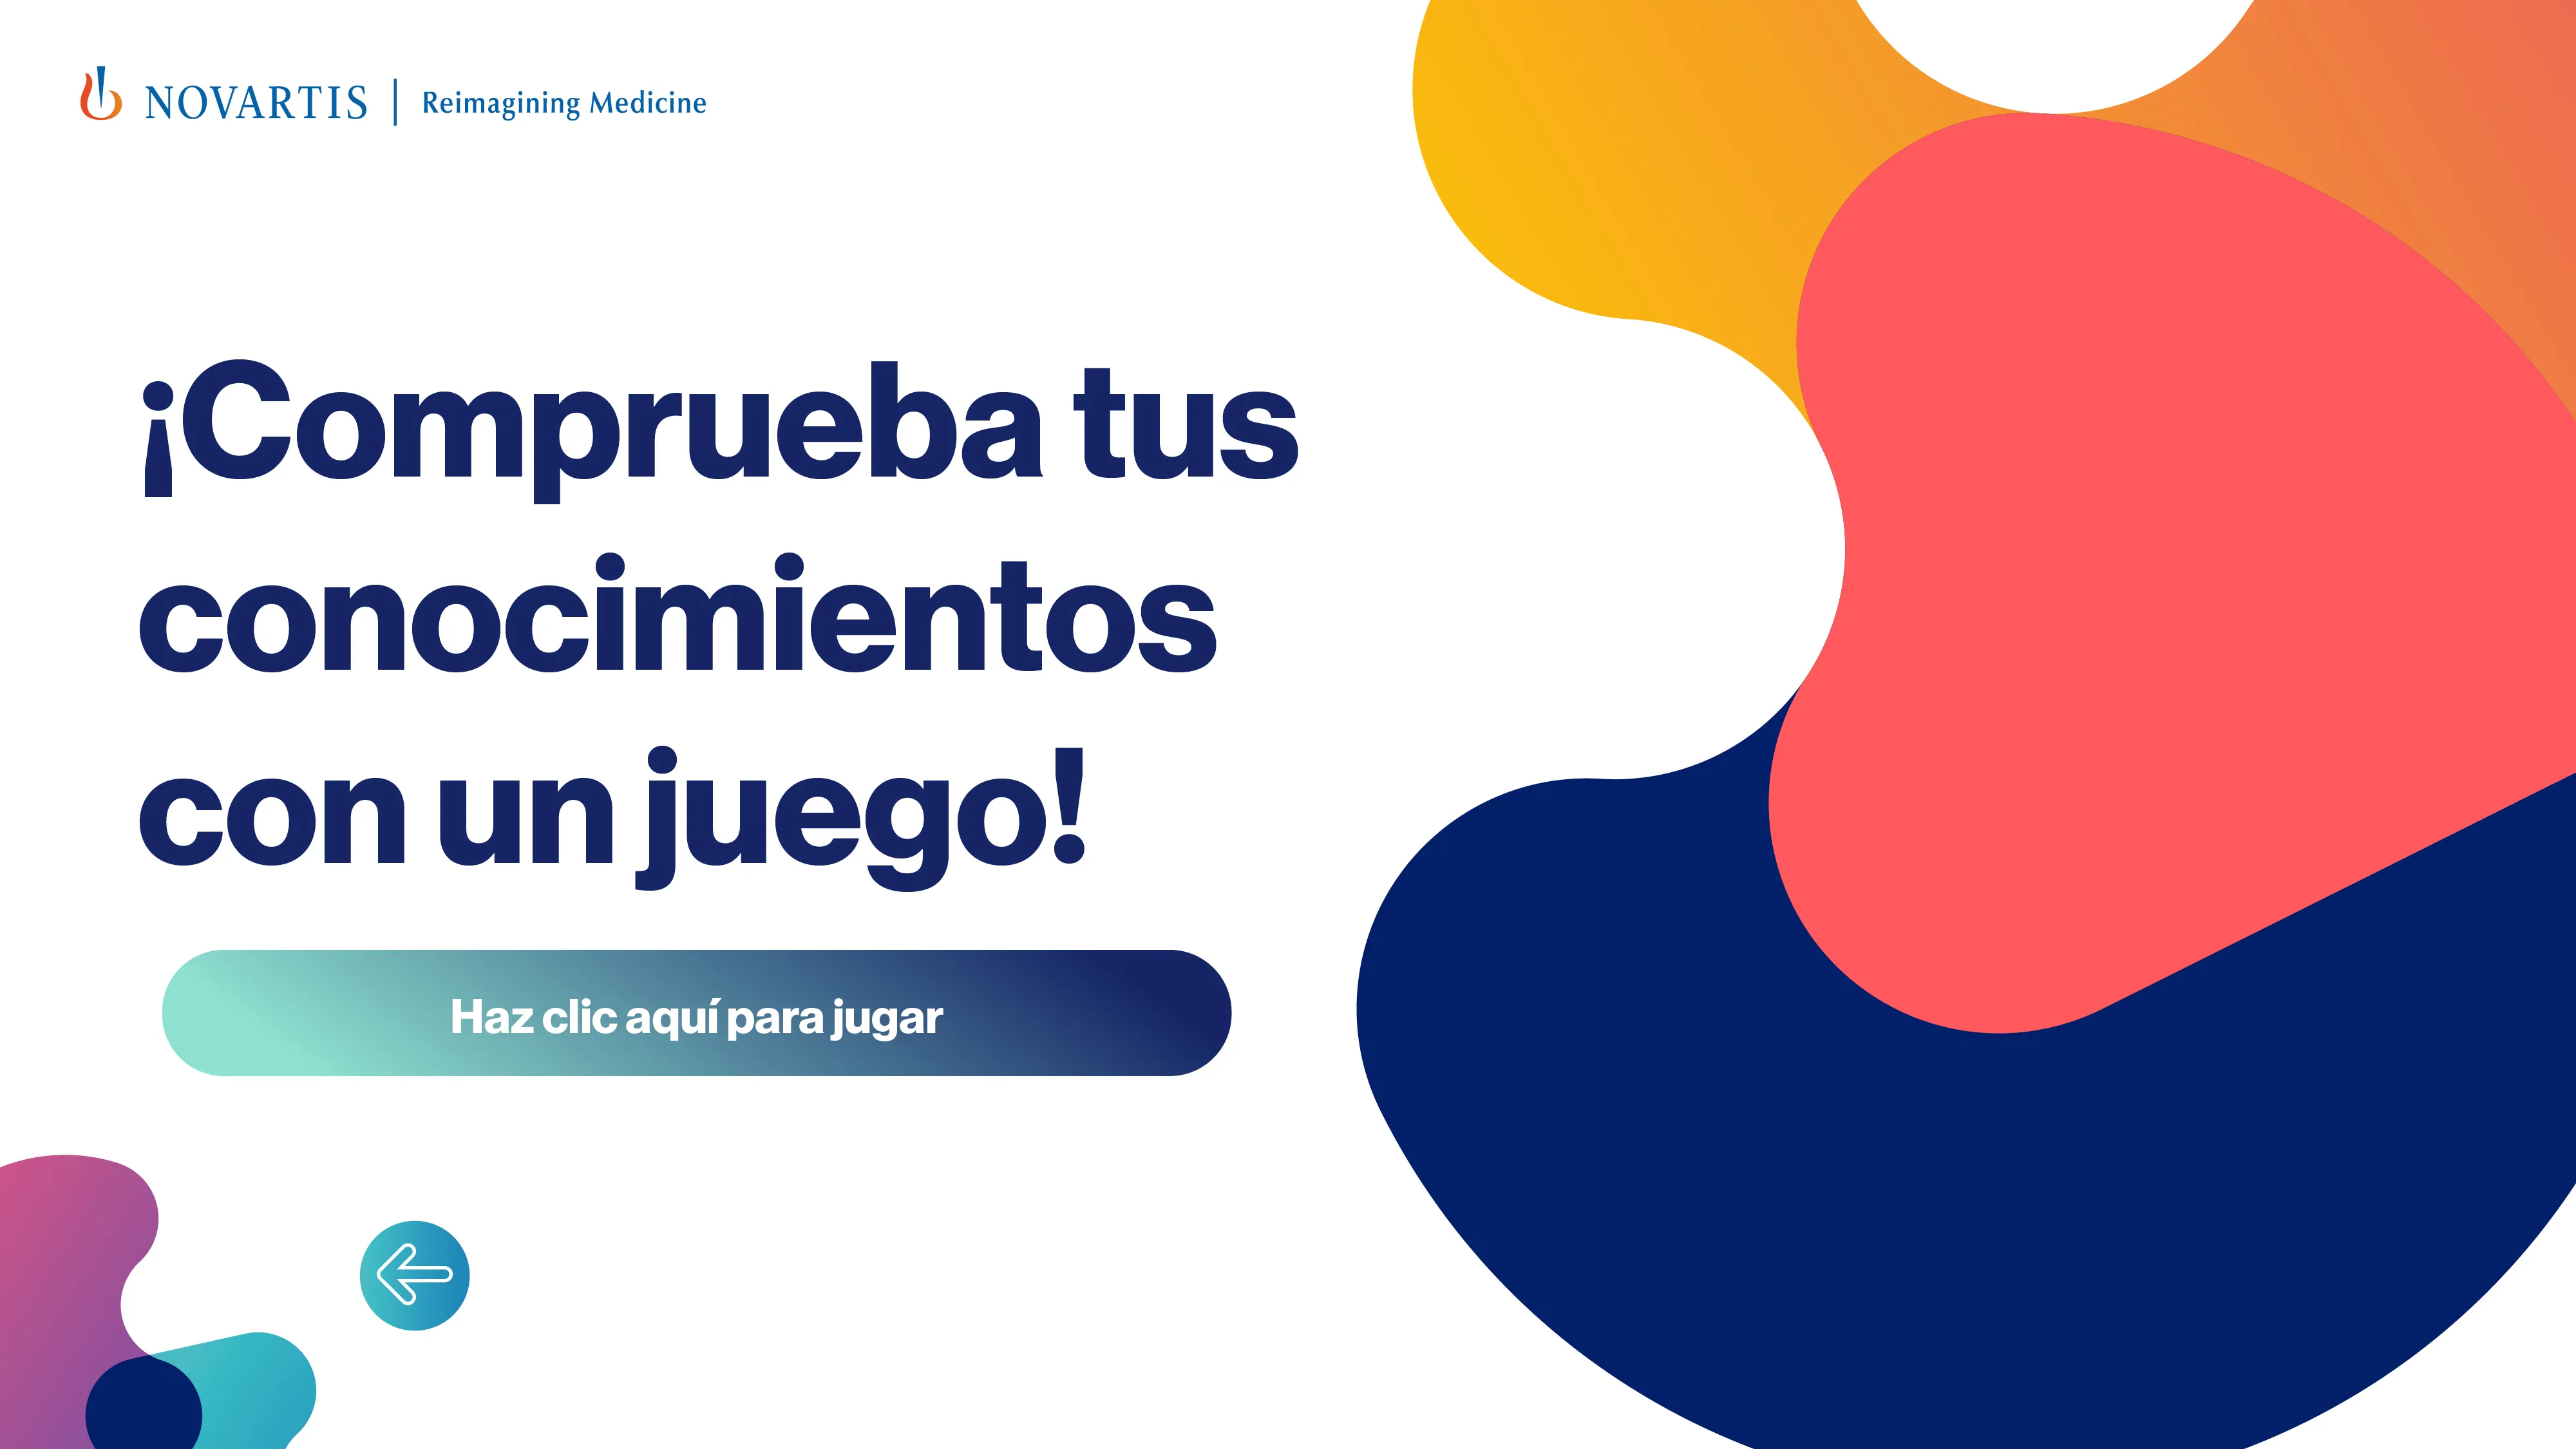 NOVARTIS | Reimagining Medicine
¡Comprueba tus
conocimientos
con un juego!
Haz clic aquí para jugar